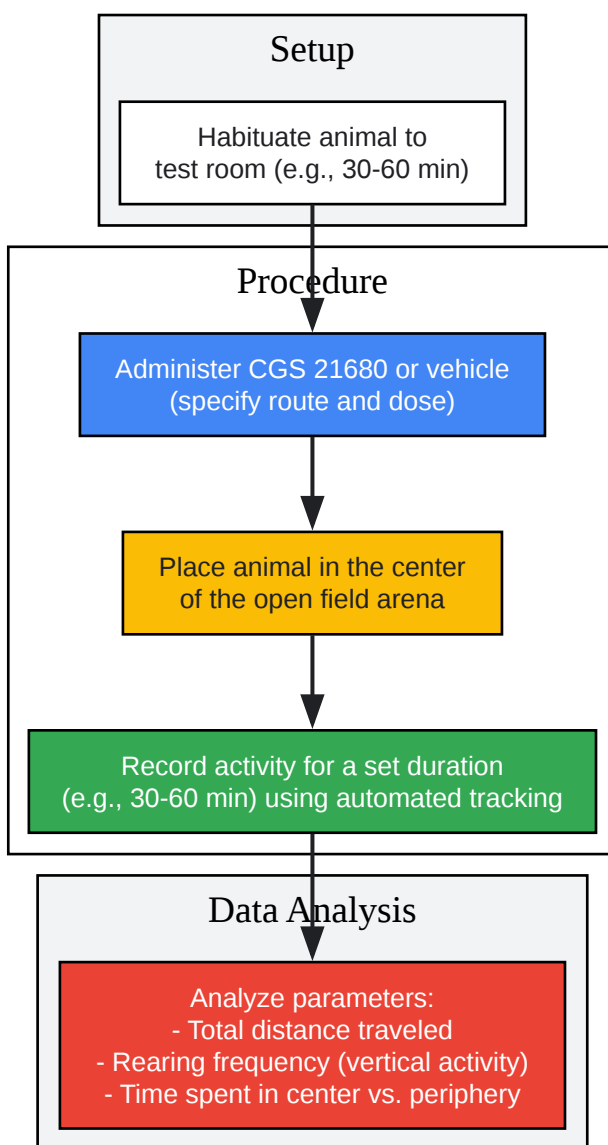 Setup
Habituate animal to
test room (e.g., 30-60 min)
Procedure
Administer CGS 21680 or vehicle
(specify route and dose)
Place animal in the center
of the open field arena
Record activity for a set duration
(e.g., 30-60 min) using automated tracking
Data Analysis
Analyze parameters:
- Total distance traveled
- Rearing frequency (vertical activity)
- Time spent in center vs. periphery